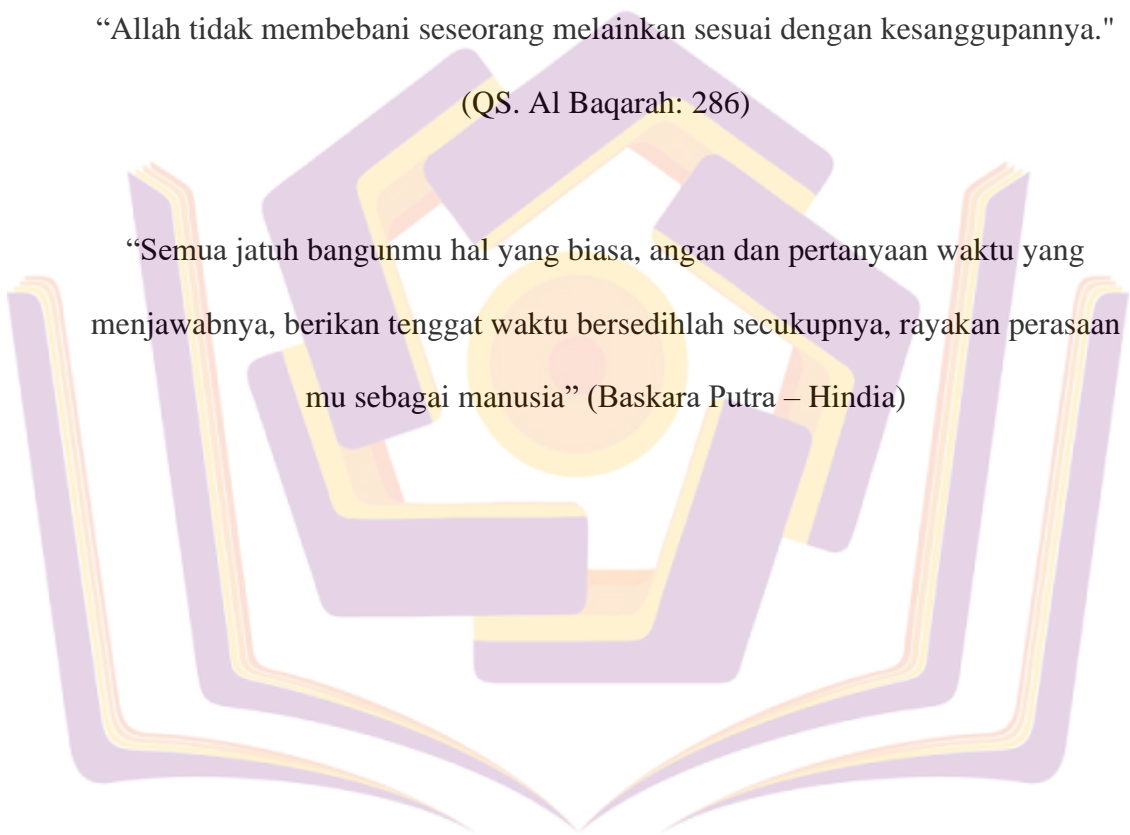 “Allah tidak membebani seseorang melainkan sesuai dengan kesanggupannya."
(QS. Al Baqarah: 286)
“Semua jatuh bangunmu hal yang biasa, angan dan pertanyaan waktu yang
menjawabnya, berikan tenggat waktu bersedihlah secukupnya, rayakan perasaan
mu sebagai manusia” (Baskara Putra – Hindia)